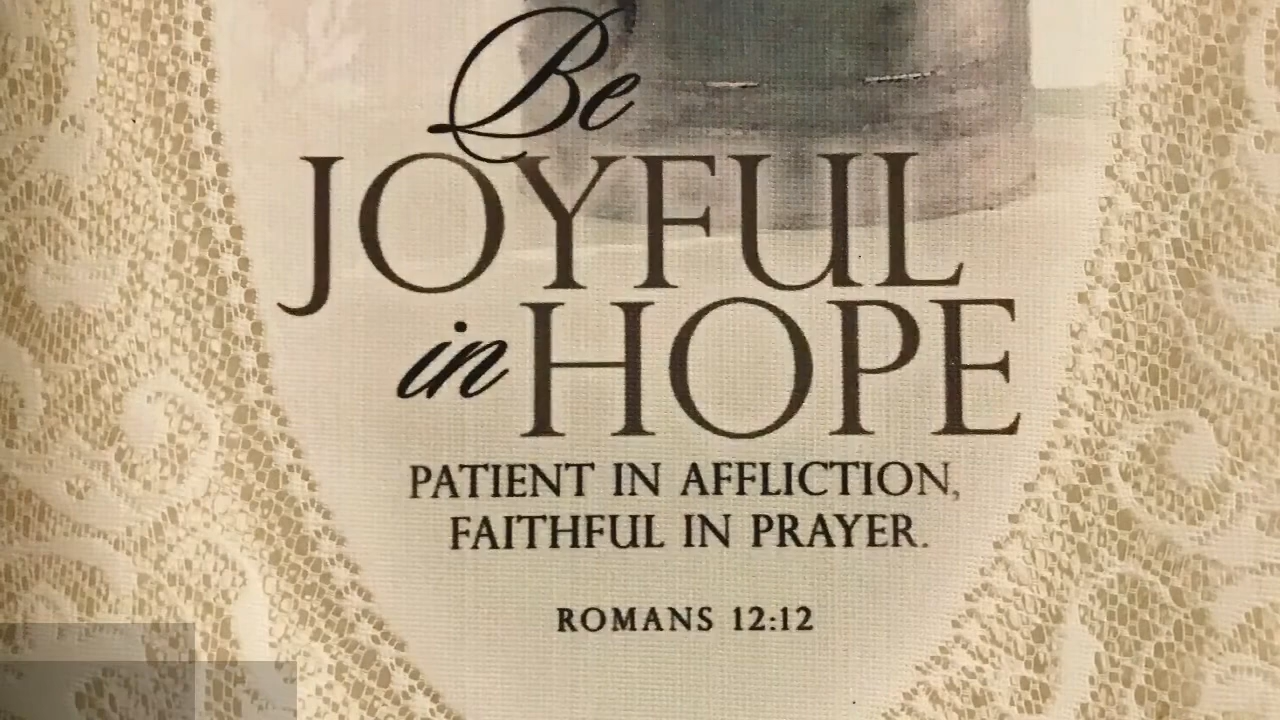 Be
JOYFUL
in HOPE
PATIENT IN AFFLICTION,
FAITHFUL IN PRAYER.
ROMANS 12:12